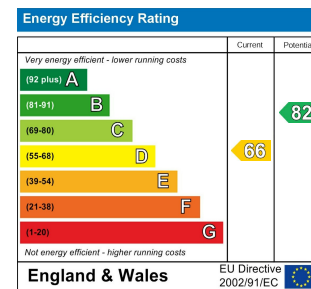 Energy Efficiency Rating
Current
Potentia
Very energy efficient - lower running costs
(92 plus) A
(81-91) B
82
(69-80) C
(55-68) D
66
(39-54) E
(21-38) F
(1-20) G
Not energy efficient - higher running costs
England & Wales
EU Directive
2002/91/EC